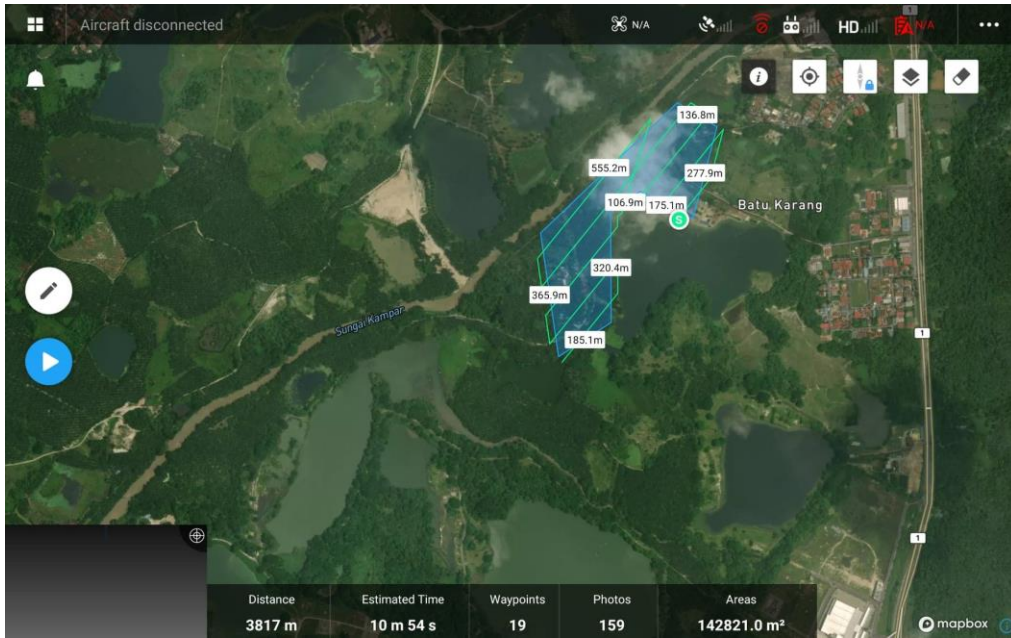 Aircraft disconnected
N/A
HD
1
N/A
136.8m
555.2m
277.9m
106.9m
175.1m
S
Batu Karang
320.4m
365.9m
Sungai Kampar
1
185.1m
1
Distance
Estimated Time
Waypoints
Photos
Areas
3817 m
10 m 54 s
19
159
142821.0 m²
mapbox